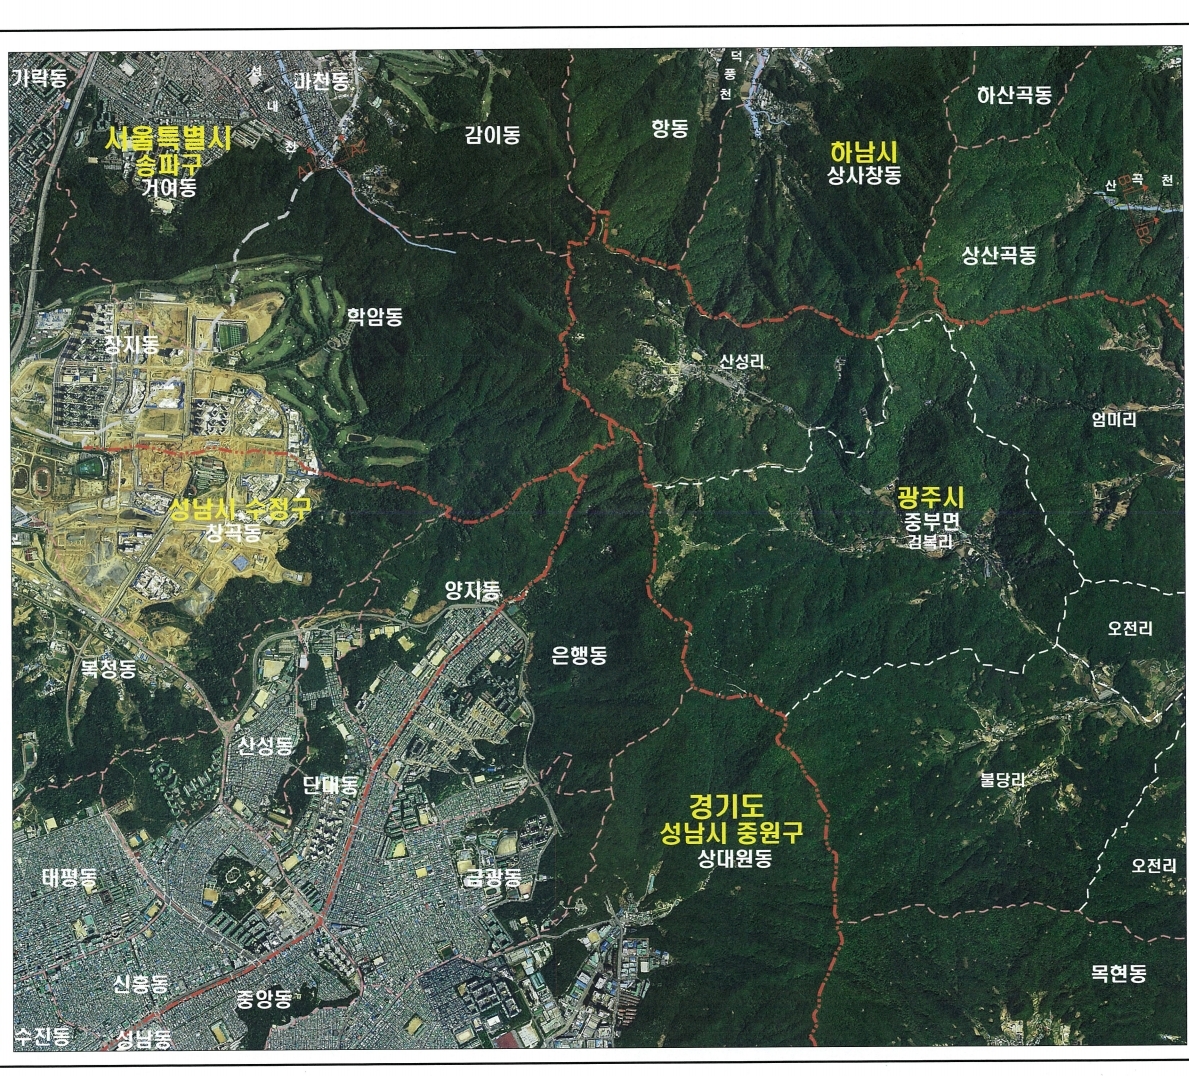 가락동
성
내
천
마천동
감이동
항동
덕
풍
천
하산곡동
서울특별시
송파구
거여동
하남시
상사창동
산 곡 천
B2
상산곡동
학암동
장지동
산성리
엄미리
성남시 수정구
창곡동
광주시
중부면
검복리
양지동
은행동
오전리
복정동
산성동
단대동
불당리
경기도
성남시 중원구
상대원동
태평동
금광동
오전리
신흥동
중앙동
목현동
수진동
성남동